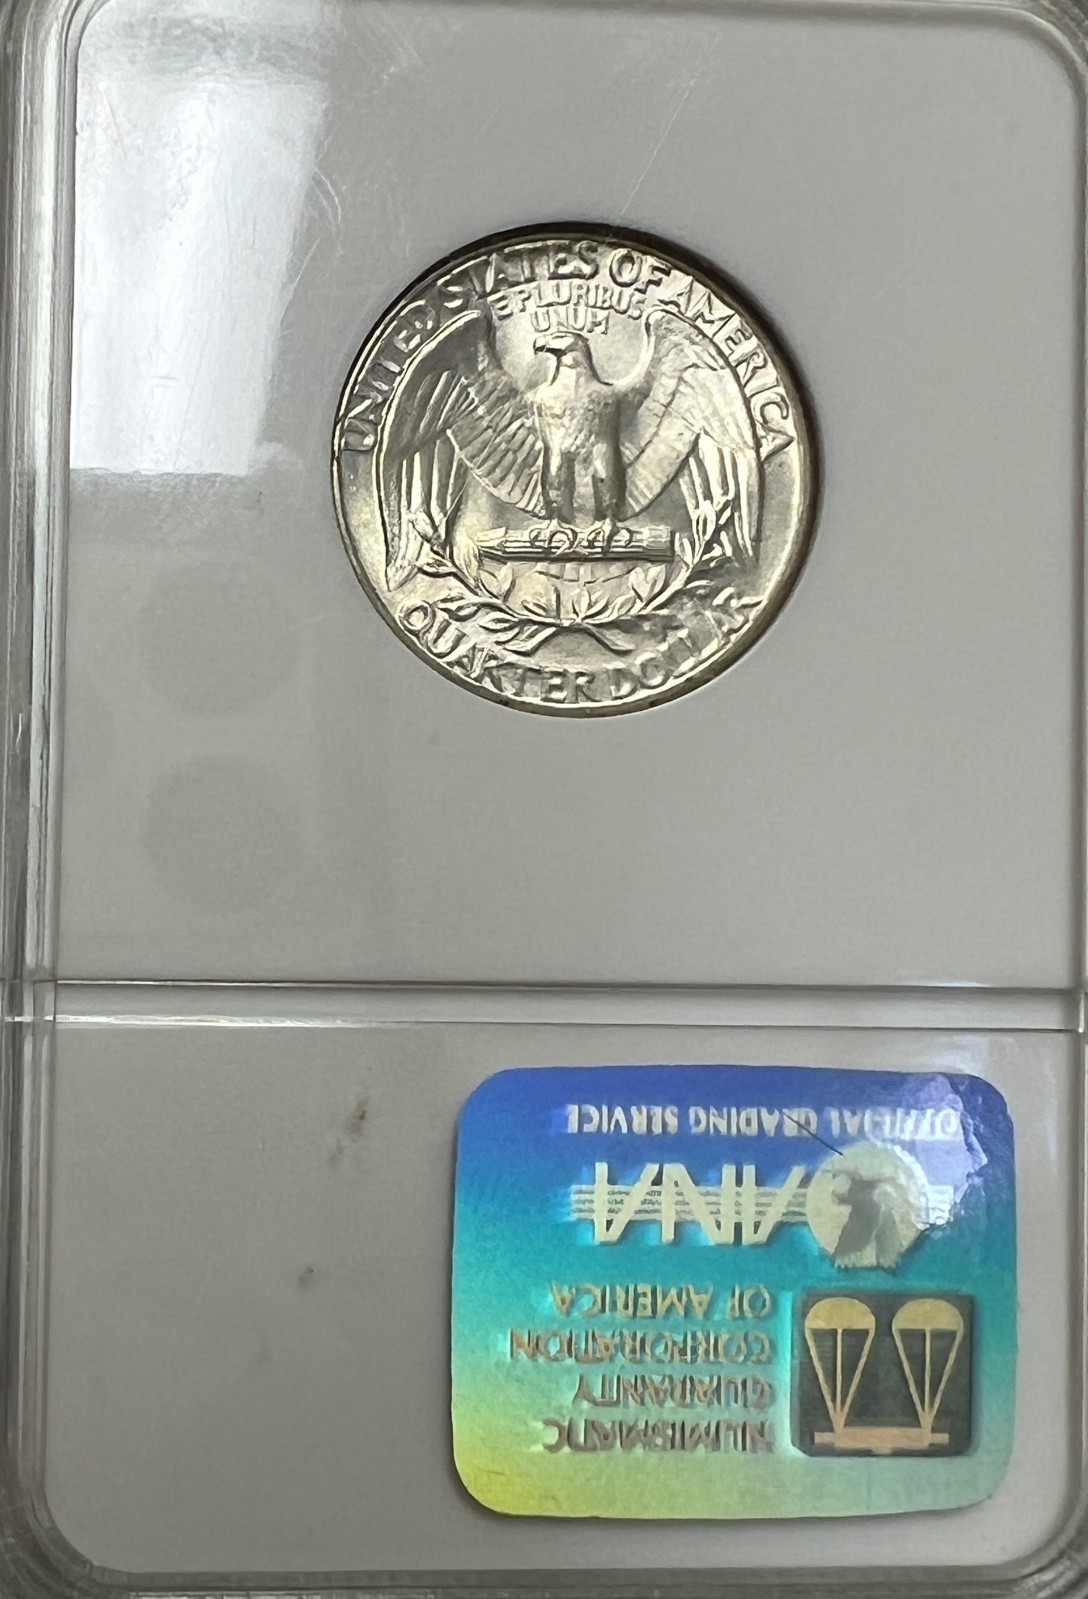 UNITED STATES OF AMERICA
E PLURIBUS
UNUM
QUARTER DOLLAR
NUMISMATIC
GUARANTY
CORPORATION
OF AMERICA
ANA
OFFICIAL GRADING SERVICE